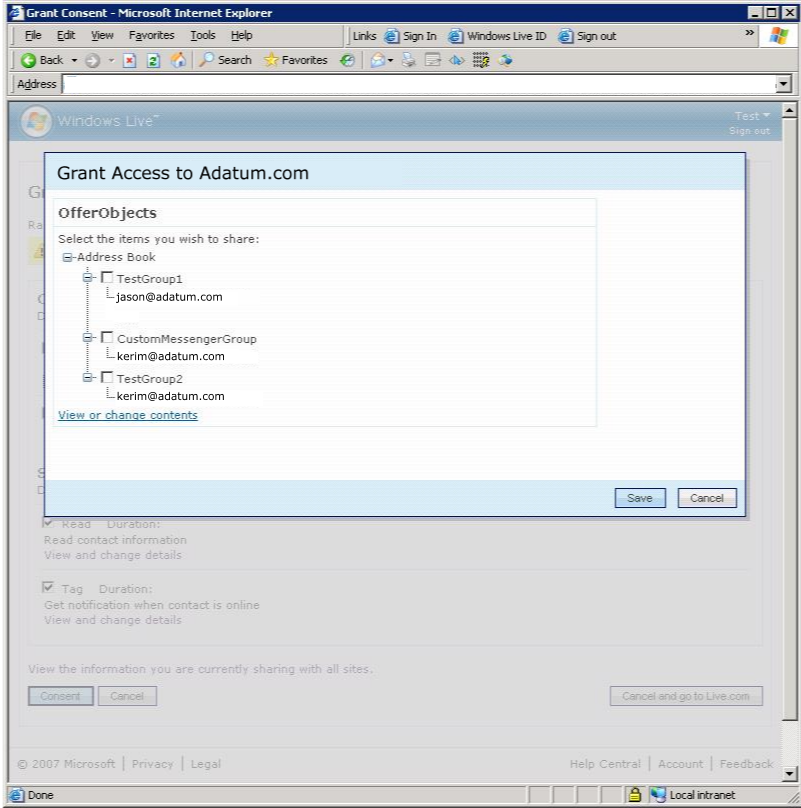 Grant Consent - Microsoft Internet Explorer
File Edit View Favorites Tools Help Links Sign In Windows Live ID Sign out »
Back Search Favorites
Address
Windows Live™ Test
Sign out
Grant Access to Adatum.com
OfferObjects
Select the items you wish to share:
Address Book
TestGroup1
jason@adatum.com
CustomMessengerGroup
kerim@adatum.com
TestGroup2
kerim@adatum.com
View or change contents
Save Cancel
Read Duration:
Read contact information
View and change details
Tag Duration:
Get notification when contact is online
View and change details
View the information you are currently sharing with all sites.
Consent Cancel Cancel and go to Live.com
© 2007 Microsoft | Privacy | Legal Help Central | Account | Feedback
Done Local intranet